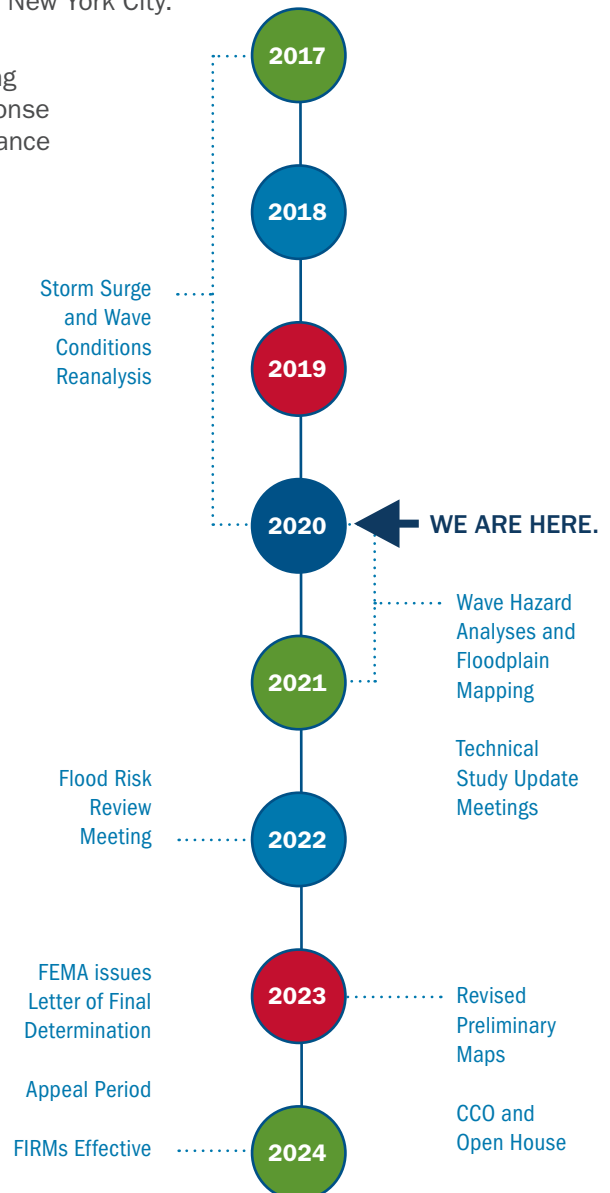 New York City.
ng
onse
ance
2017
2018
Storm Surge
and Wave
Conditions
Reanalysis
2019
2020
WE ARE HERE.
Wave Hazard
Analyses and
Floodplain
Mapping
2021
Technical
Study Update
Meetings
Flood Risk
Review
Meeting
2022
FEMA issues
Letter of Final
Determination
2023
Revised
Preliminary
Maps
Appeal Period
CCO and
Open House
FIRMs Effective
2024